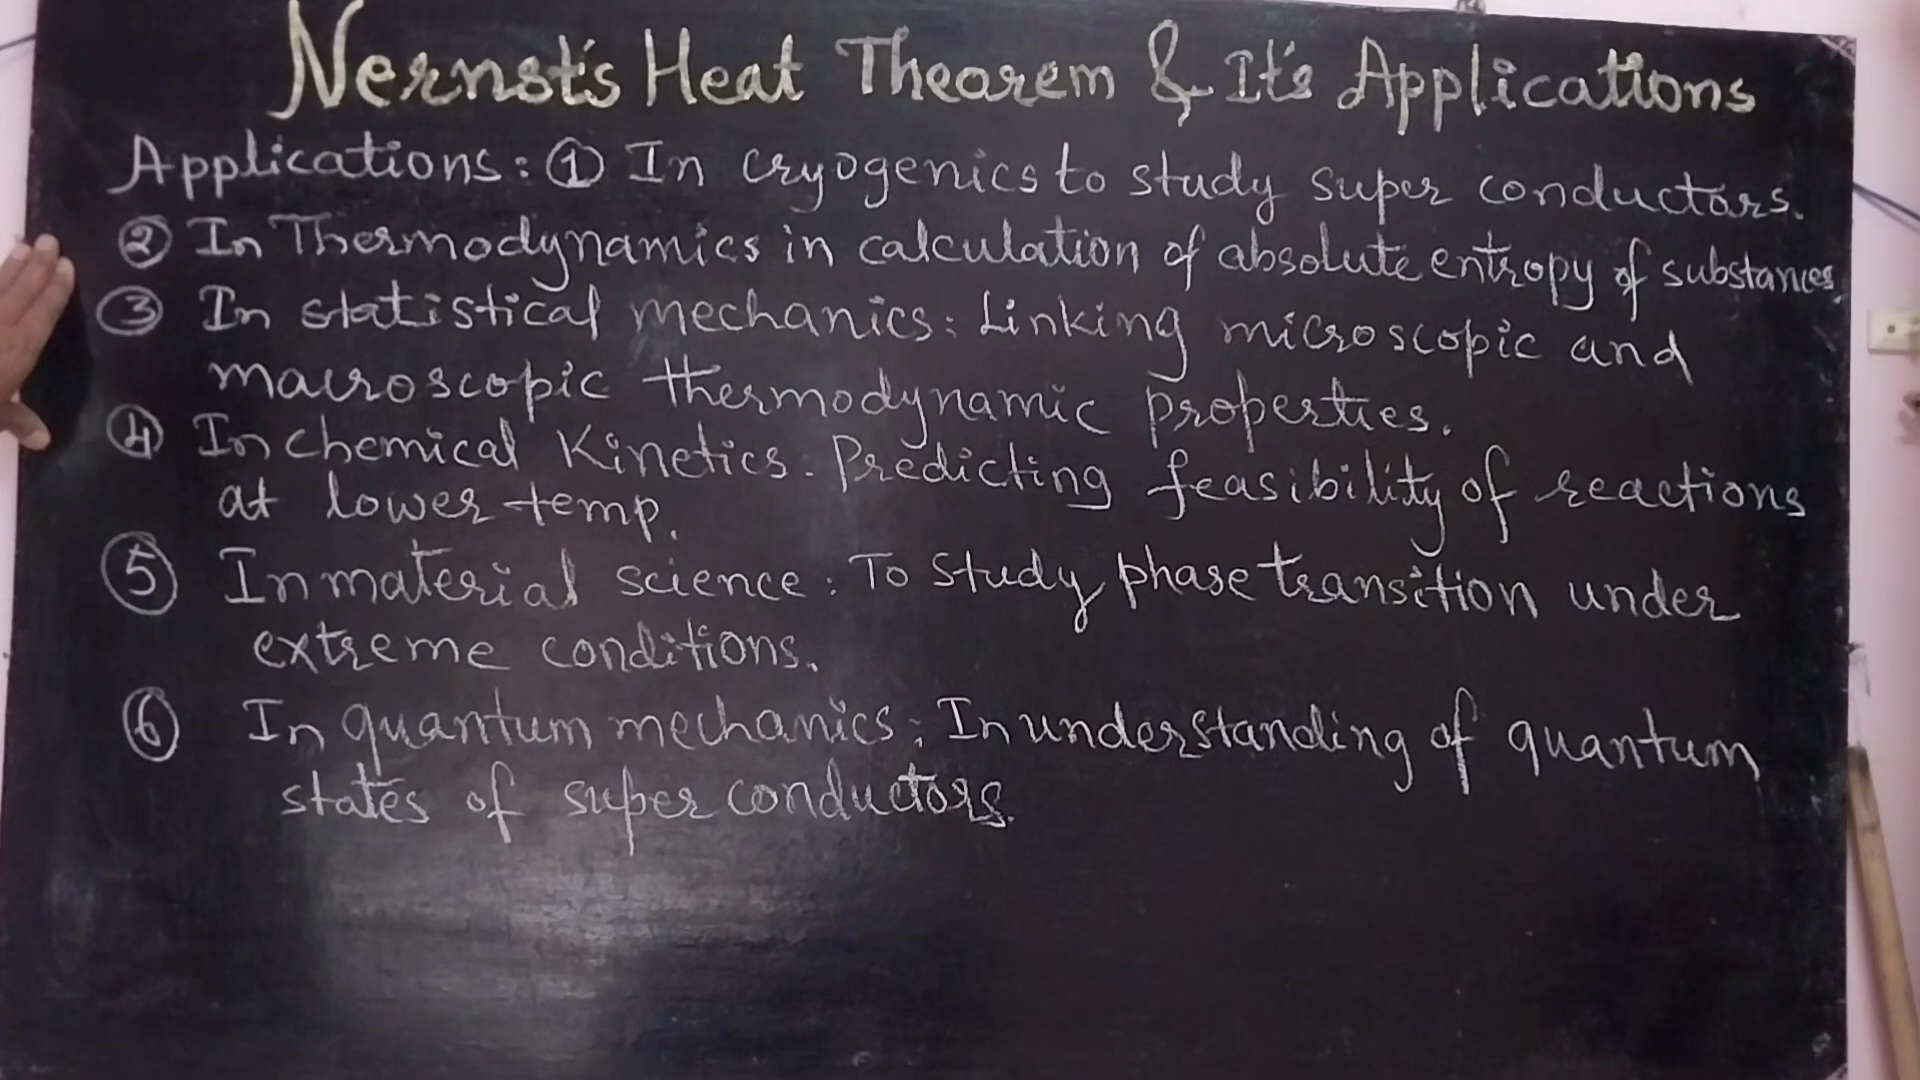 Nernst's Heat Theorem & It's Applications
Applications: ① In cryogenics to study super conductors.
② In Thermodynamics in calculation of absolute entropy of substances.
③ In statistical mechanics: Linking microscopic and
macroscopic thermodynamic properties.
④ In chemical Kinetics. Predicting feasibility of reactions
at lower temp.
⑤ In material science: To study phase transition under
extreme conditions.
⑥ In quantum mechanics: In understanding of quantum
states of super conductors.